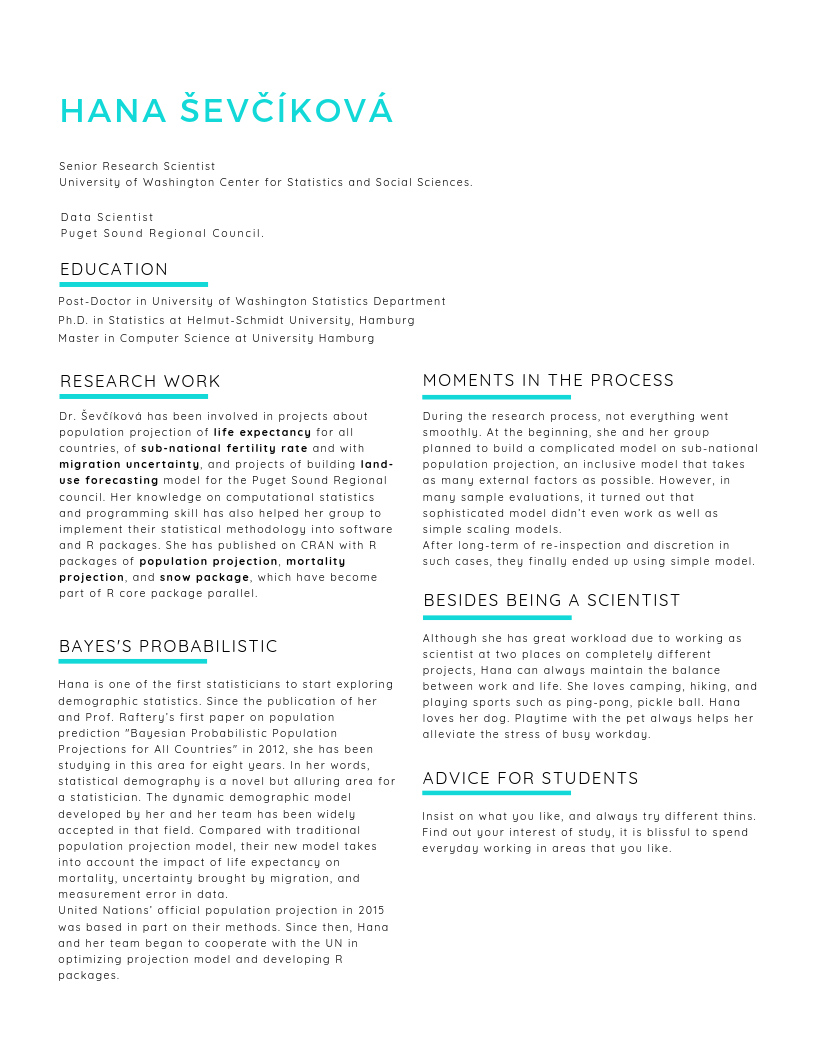 HANA ŠEVČÍKOVÁ
Senior Research Scientist
University of Washington Center for Statistics and Social Sciences.
Data Scientist
Puget Sound Regional Council.
EDUCATION
Post-Doctor in University of Washington Statistics Department
Ph.D. in Statistics at Helmut-Schmidt University, Hamburg
Master in Computer Science at University Hamburg
RESEARCH WORK
Dr. Ševčíková has been involved in projects about
population projection of life expectancy for all
countries, of sub-national fertility rate and with
migration uncertainty, and projects of building land-
use forecasting model for the Puget Sound Regional
council. Her knowledge on computational statistics
and programming skill has also helped her group to
implement their statistical methodology into software
and R packages. She has published on CRAN with R
packages of population projection, mortality
projection, and snow package, which have become
part of R core package parallel.
BAYES'S PROBABILISTIC
Hana is one of the first statisticians to start exploring
demographic statistics. Since the publication of her
and Prof. Raftery's first paper on population
prediction "Bayesian Probabilistic Population
Projections for All Countries" in 2012, she has been
studying in this area for eight years. In her words,
statistical demography is a novel but alluring area for
a statistician. The dynamic demographic model
developed by her and her team has been widely
accepted in that field. Compared with traditional
population projection model, their new model takes
into account the impact of life expectancy on
mortality, uncertainty brought by migration, and
measurement error in data.
United Nations' official population projection in 2015
was based in part on their methods. Since then, Hana
and her team began to cooperate with the UN in
optimizing projection model and developing R
packages.
MOMENTS IN THE PROCESS
During the research process, not everything went
smoothly. At the beginning, she and her group
planned to build a complicated model on sub-national
population projection, an inclusive model that takes
as many external factors as possible. However, in
many sample evaluations, it turned out that
sophisticated model didn't even work as well as
simple scaling models.
After long-term of re-inspection and discretion in
such cases, they finally ended up using simple model.
BESIDES BEING A SCIENTIST
Although she has great workload due to working as
scientist at two places on completely different
projects, Hana can always maintain the balance
between work and life. She loves camping, hiking, and
playing sports such as ping-pong, pickle ball. Hana
loves her dog. Playtime with the pet always helps her
alleviate the stress of busy workday.
ADVICE FOR STUDENTS
Insist on what you like, and always try different thins.
Find out your interest of study, it is blissful to spend
everyday working in areas that you like.